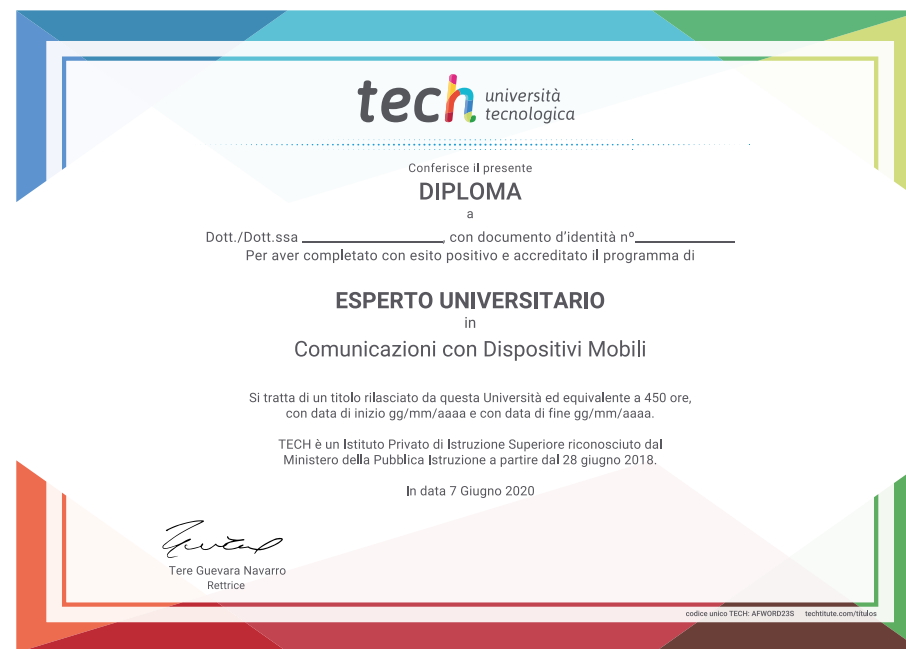 tech università
tecnologica
Conferisce il presente
DIPLOMA
a
Dott./Dott.ssa ____________, con documento d'identità nº____________
Per aver completato con esito positivo e accreditato il programma di
ESPERTO UNIVERSITARIO
in
Comunicazioni con Dispositivi Mobili
Si tratta di un titolo rilasciato da questa Università ed equivalente a 450 ore,
con data di inizio gg/mm/aaaa e con data di fine gg/mm/aaaa.
TECH è un Istituto Privato di Istruzione Superiore riconosciuto dal
Ministero della Pubblica Istruzione a partire dal 28 giugno 2018.
In data 7 Giugno 2020
Tere Guevara Navarro
Rettrice
codice unico TECH: AFWORD23S techtitute.com/titulos